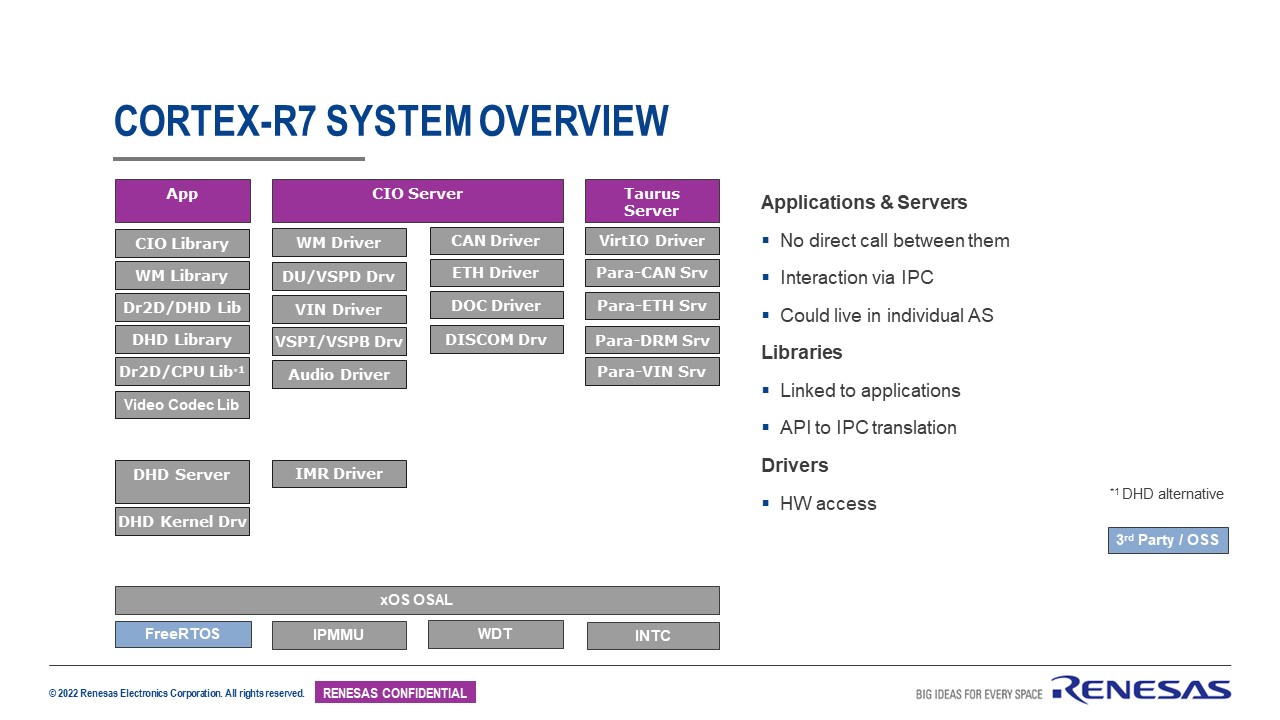 CORTEX-R7 SYSTEM OVERVIEW
App
CIO Library
WM Library
Dr2D/DHD Lib
DHD Library
Dr2D/CPU Lib*1
Video Codec Lib
DHD Server
DHD Kernel Drv
CIO Server
WM Driver
DU/VSPD Drv
VIN Driver
VSPI/VSPB Drv
Audio Driver
IMR Driver
CAN Driver
ETH Driver
DOC Driver
DISCOM Drv
Taurus
Server
VirtIO Driver
Para-CAN Srv
Para-ETH Srv
Para-DRM Srv
Para-VIN Srv
xOS OSAL
FreeRTOS
IPMMU
WDT
INTC
Applications & Servers
▪ No direct call between them
▪ Interaction via IPC
▪ Could live in individual AS
Libraries
▪ Linked to applications
▪ API to IPC translation
Drivers
▪ HW access
*1 DHD alternative
3rd Party / OSS
© 2022 Renesas Electronics Corporation. All rights reserved.
RENESAS CONFIDENTIAL
BIG IDEAS FOR EVERY SPACE
RENESAS